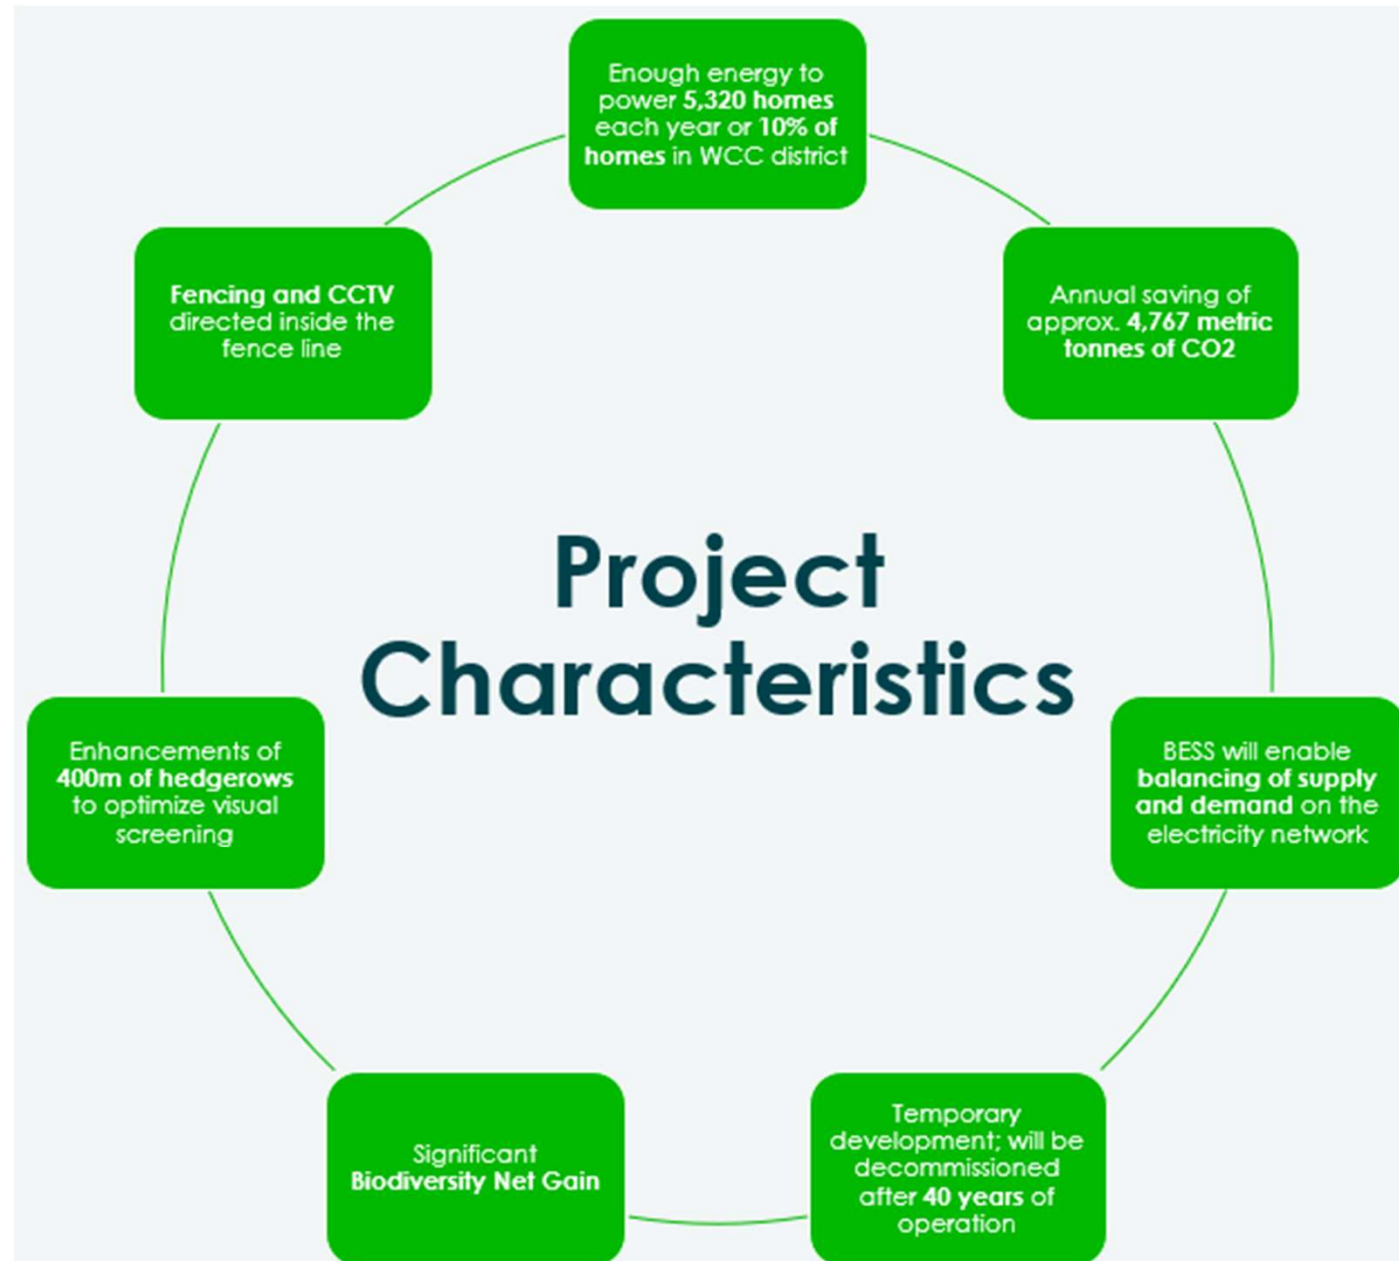 Enough energy to
power 5,320 homes
each year or 10% of
homes in WCC district
Annual saving of
approx. 4,767 metric
tonnes of CO2
BESS will enable
balancing of supply
and demand on the
electricity network
Temporary
development; will be
decommissioned
after 40 years of
operation
Significant
Biodiversity Net Gain
Enhancements of
400m of hedgerows
to optimize visual
screening
Fencing and CCTV
directed inside the
fence line
Project
Characteristics